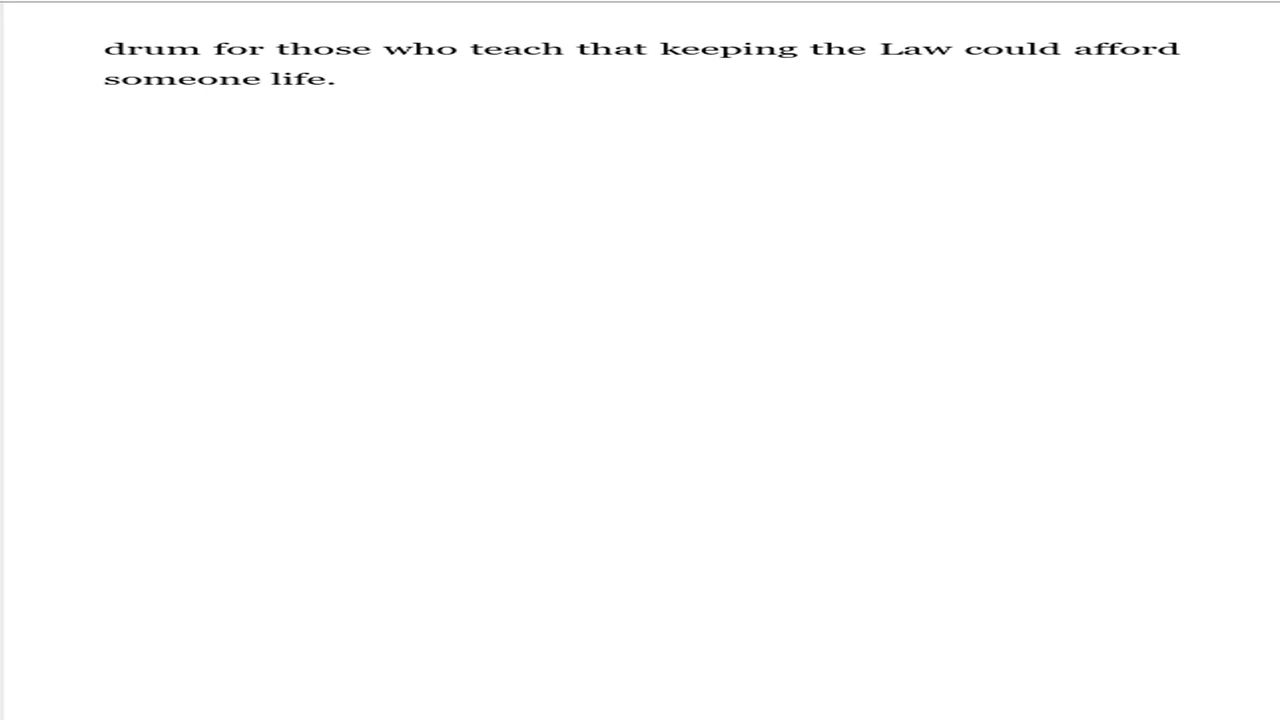 drum for those who teach that keeping the Law could afford
someone life.